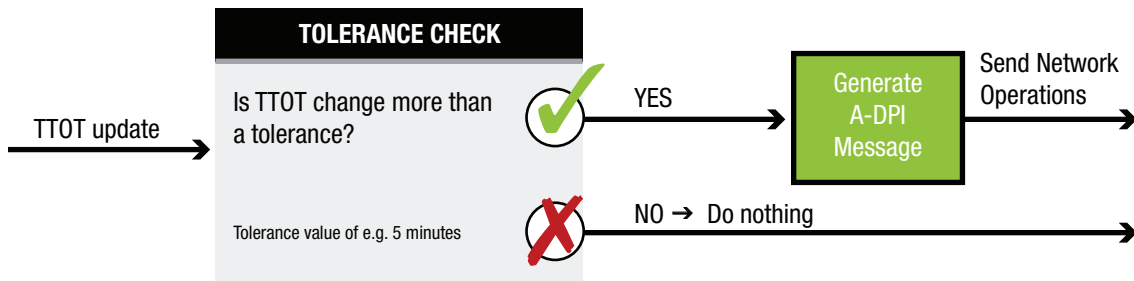 TOLERANCE CHECK
TTOT update
Is TTOT change more than
a tolerance?
YES
Generate
A-DPI
Message
Send Network
Operations
Tolerance value of e.g. 5 minutes
NO → Do nothing